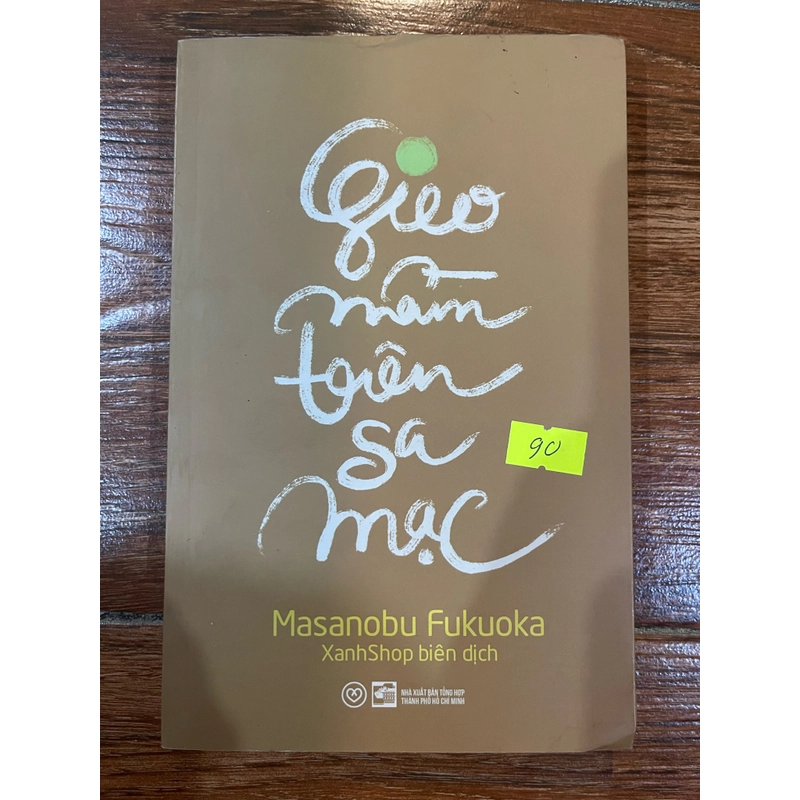 Gieo
mầm
trên
sa
mạc
90
Masanobu Fukuoka
XanhShop biên dịch
NHÀ XUẤT BẢN TỔNG HỢP
THÀNH PHỐ HỒ CHÍ MINH